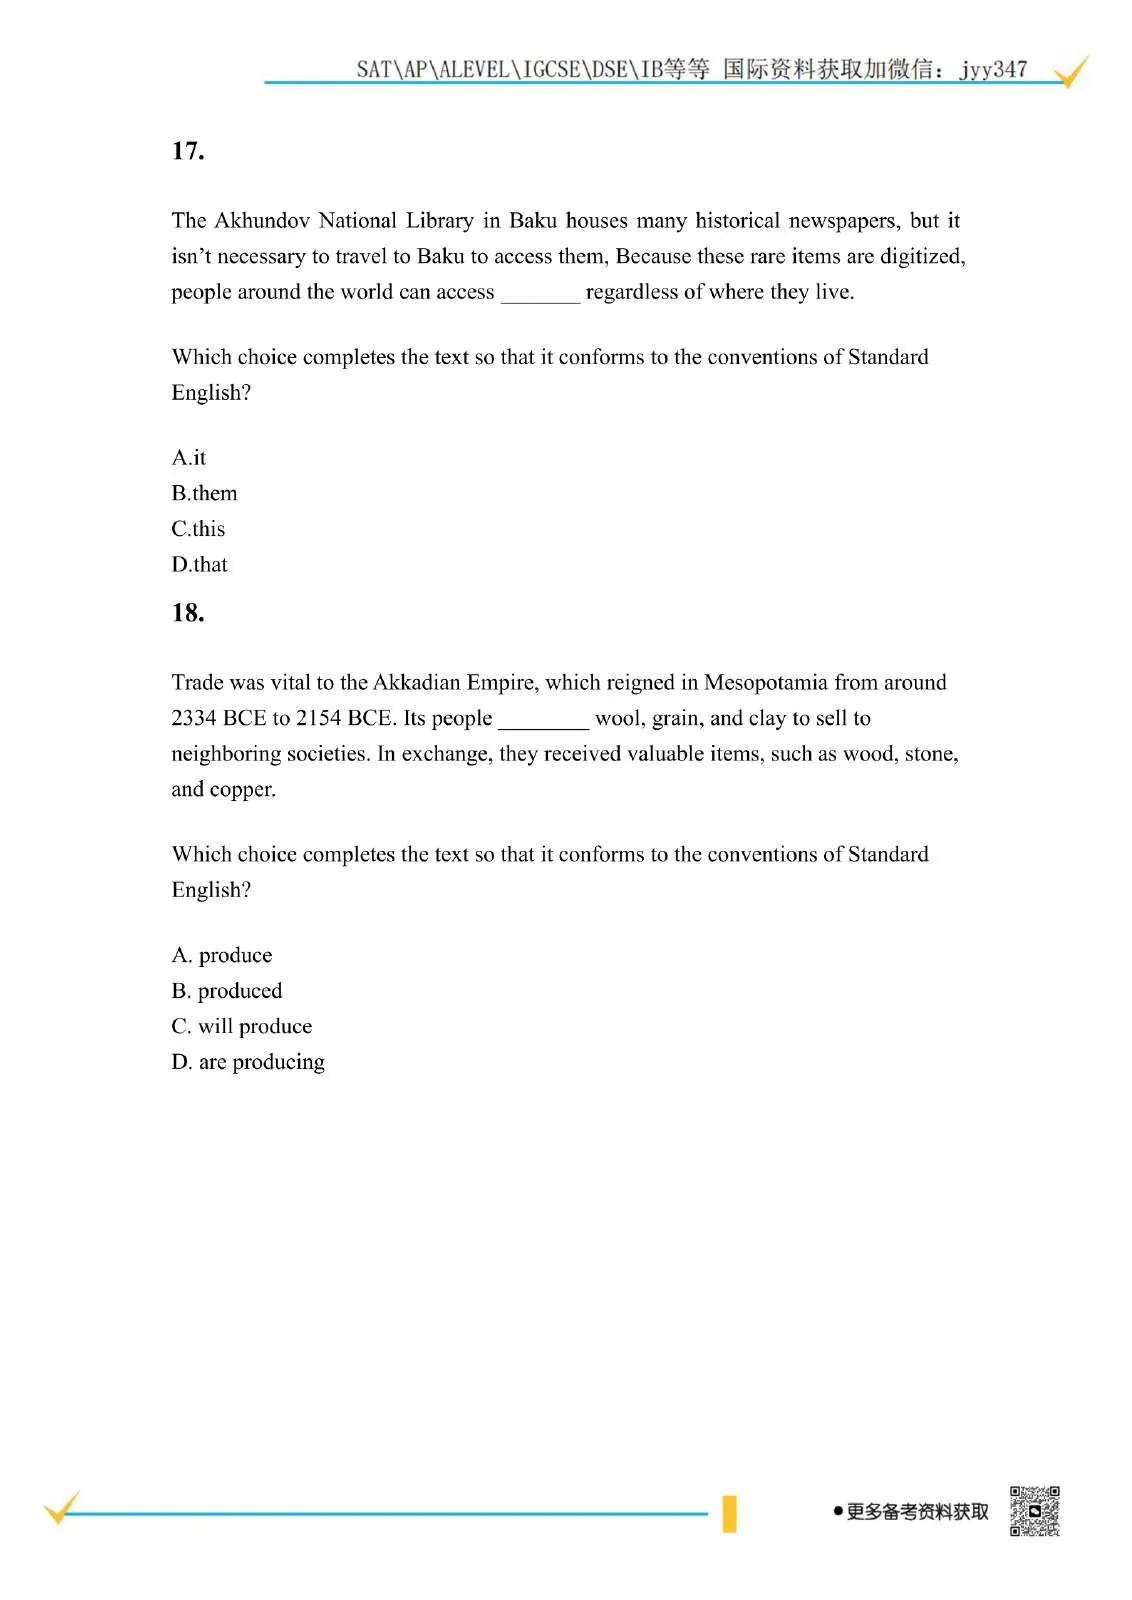 SAT\AP\ALEVEL\IGCSE\DSE\IB等等 国际资料获取加微信：jyy347
17.
The Akhundov National Library in Baku houses many historical newspapers, but it
isn’t necessary to travel to Baku to access them, Because these rare items are digitized,
people around the world can access _______ regardless of where they live.
Which choice completes the text so that it conforms to the conventions of Standard
English?
A.it
B.them
C.this
D.that
18.
Trade was vital to the Akkadian Empire, which reigned in Mesopotamia from around
2334 BCE to 2154 BCE. Its people ________ wool, grain, and clay to sell to
neighboring societies. In exchange, they received valuable items, such as wood, stone,
and copper.
Which choice completes the text so that it conforms to the conventions of Standard
English?
A. produce
B. produced
C. will produce
D. are producing
●更多备考资料获取